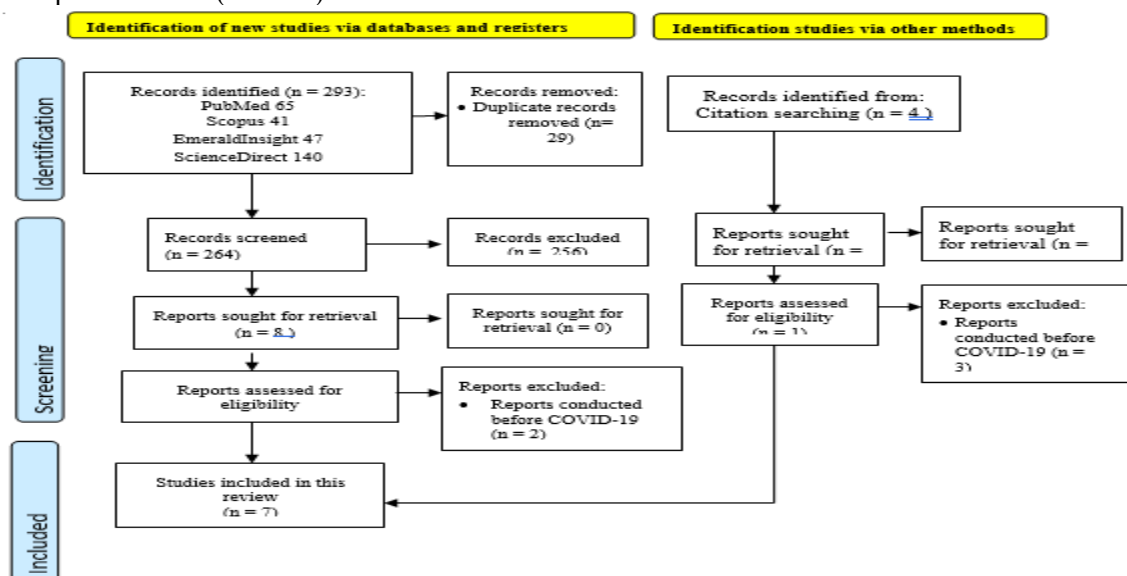 Identification of new studies via databases and registers
Identification studies via other methods
Identification
Records identified (n = 293):
PubMed 65
Scopus 41
EmeraldInsight 47
ScienceDirect 140
Records removed:
• Duplicate records
removed (n=
29)
Records identified from:
Citation searching (n = 4 )
Screening
Records screened
(n = 264)
Records excluded
(n = 256)
Reports sought
for retrieval (n =
Reports sought
for retrieval (n =
Reports sought for retrieval
(n = 8 )
Reports sought for
retrieval (n = 0)
Reports assessed
for eligibility
(n = 1)
Reports excluded:
• Reports
conducted before
COVID-19 (n =
3)
Reports assessed for
eligibility
Reports excluded:
• Reports conducted
before COVID-19
(n = 2)
Included
Studies included in this
review
(n = 7)